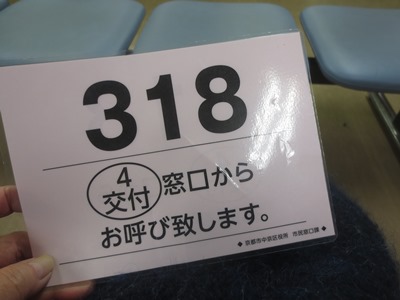 318
4
交付 窓口から
お呼び致します。
◆ 京都市中京区役所 市民窓口課 ◆